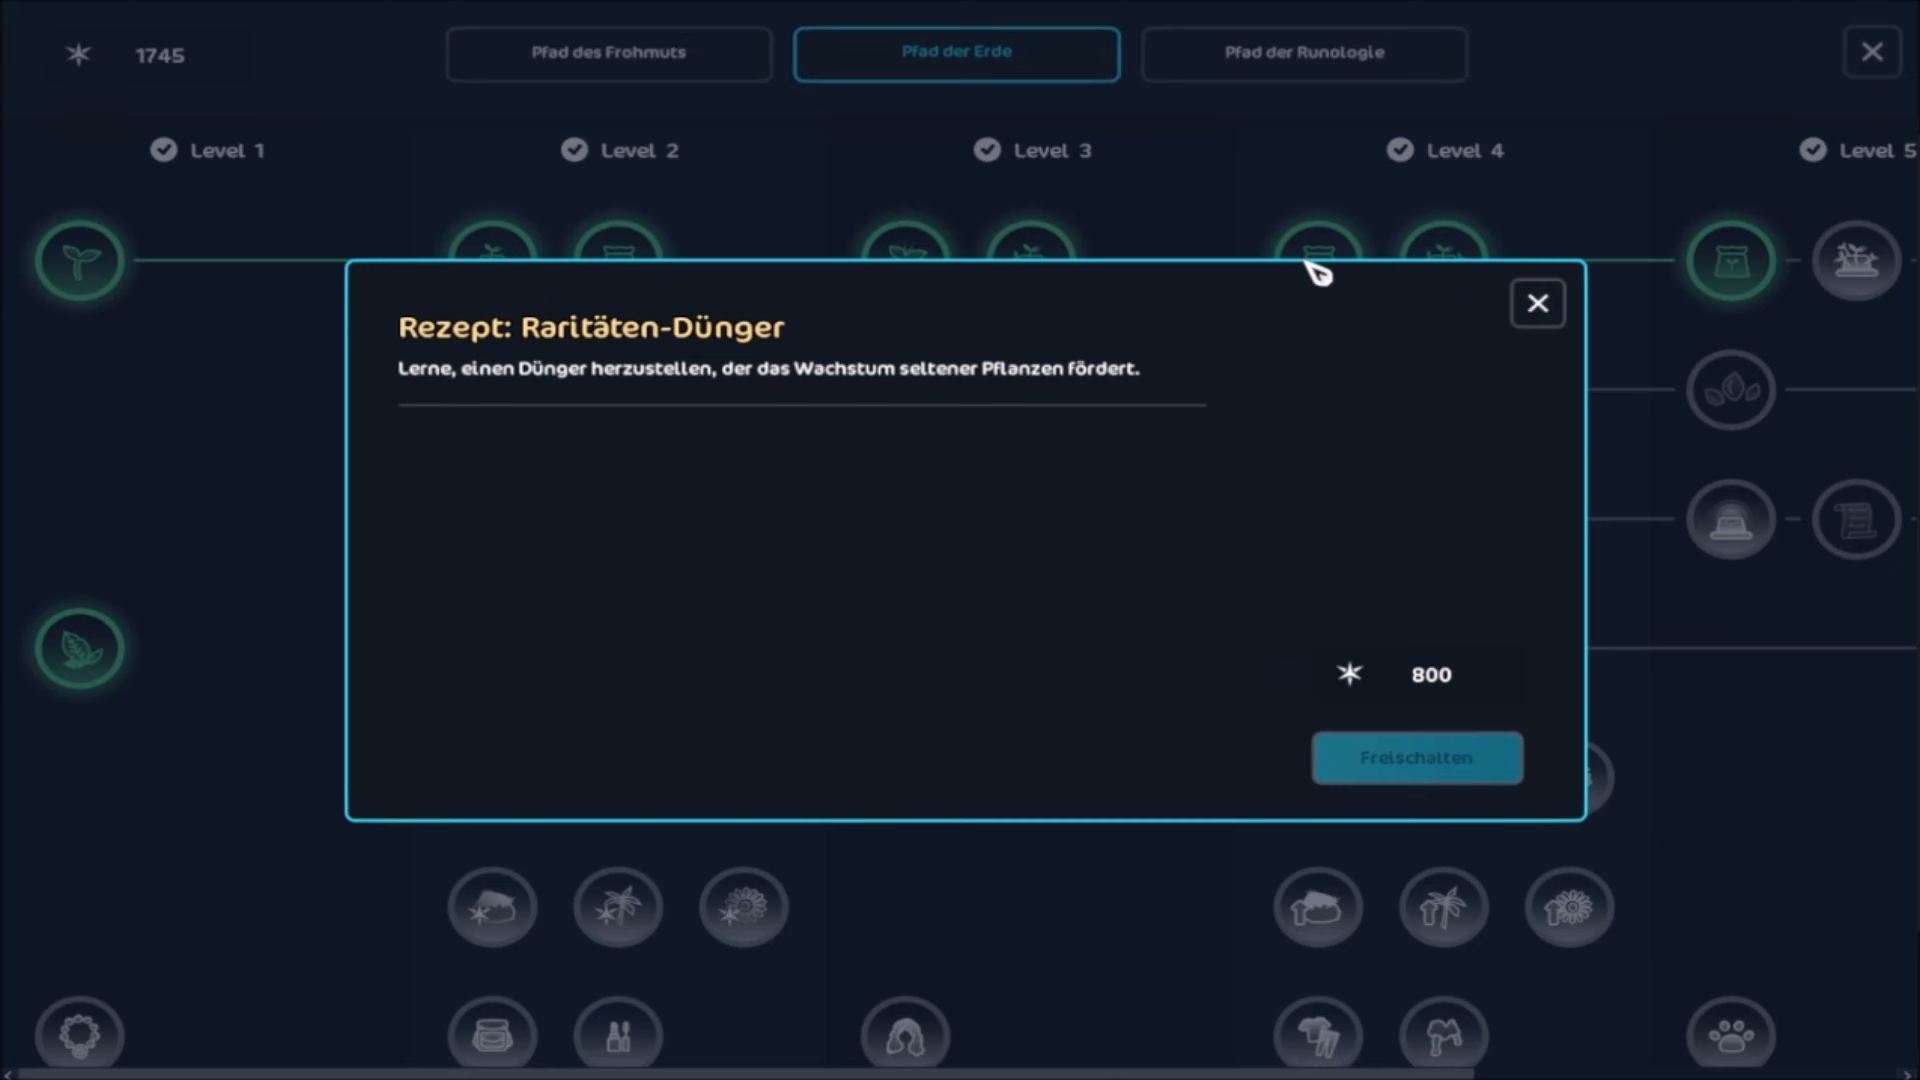 1745
Pfad des Frohmuts
Pfad der Erde
Pfad der Runologie
Level 1
Level 2
Level 3
Level 4
Level 5
Rezept: Raritäten-Dünger
Lerne, einen Dünger herzustellen, der das Wachstum seltener Pflanzen fördert.
800
Freischalten